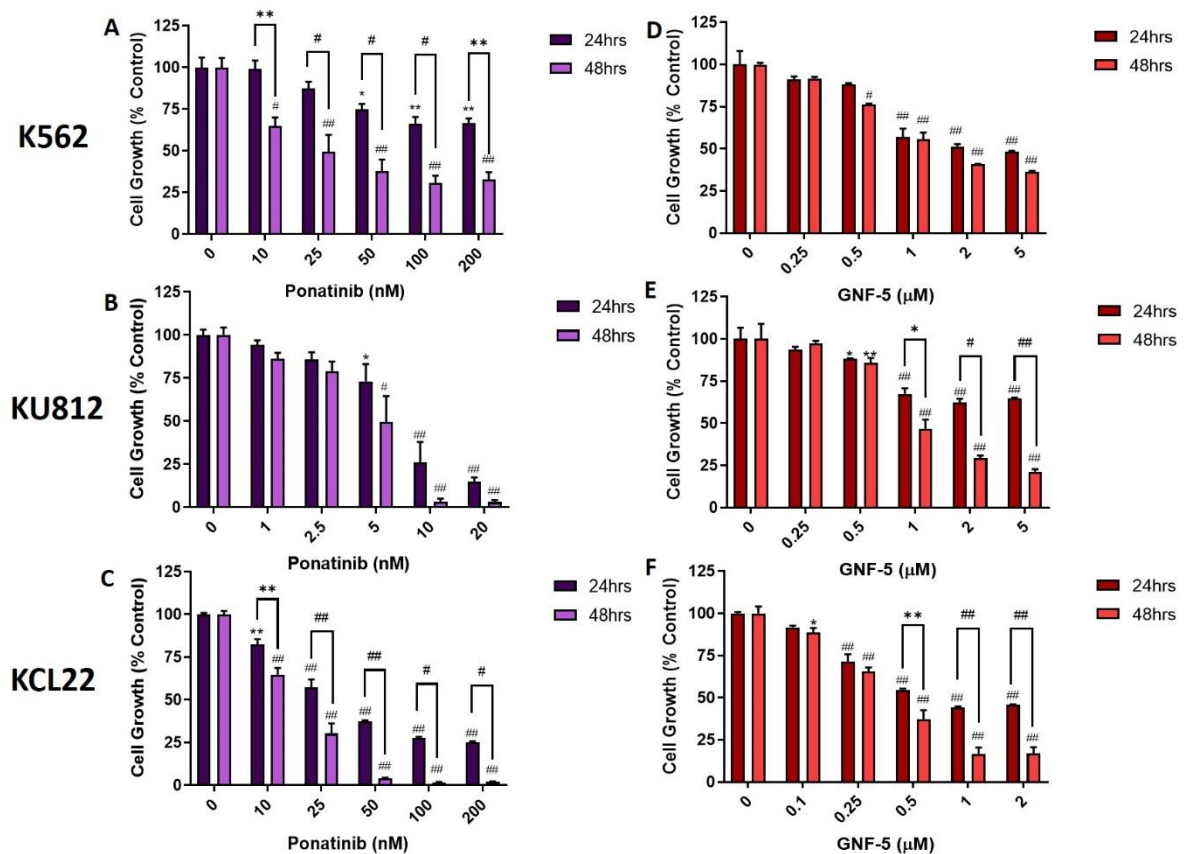 K562
A
Cell Growth (% Control)
125
100
75
50
25
0
** # # # **
# ## * ## ** ## ** ##
24hrs
48hrs
0 10 25 50 100 200
Ponatinib (nM)
D
Cell Growth (% Control)
125
100
75
50
25
0
# ## ## ## ## ## ##
24hrs
48hrs
0 0.25 0.5 1 2 5
GNF-5 (μM)
KU812
B
Cell Growth (% Control)
125
100
75
50
25
0
* # ## ## ## ##
24hrs
48hrs
0 1 2.5 5 10 20
Ponatinib (nM)
E
Cell Growth (% Control)
125
100
75
50
25
0
* # ##
* ** ## ## ## ## ## ##
24hrs
48hrs
0 0.25 0.5 1 2 5
GNF-5 (μM)
KCL22
C
Cell Growth (% Control)
125
100
75
50
25
0
** ## ## # #
** ## ## ## ## ## ## ## ## ##
24hrs
48hrs
0 10 25 50 100 200
Ponatinib (nM)
F
Cell Growth (% Control)
125
100
75
50
25
0
** ## ##
* ## ## ## ## ## ## ## ##
24hrs
48hrs
0 0.1 0.25 0.5 1 2
GNF-5 (μM)